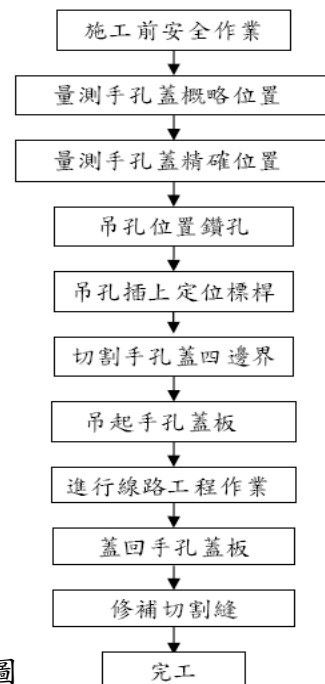 施工前安全作業
量測手孔蓋概略位置
量測手孔蓋精確位置
吊孔位置鑽孔
吊孔插上定位標桿
切割手孔蓋四邊界
吊起手孔蓋板
進行線路工程作業
蓋回手孔蓋板
修補切割縫
完工
圖